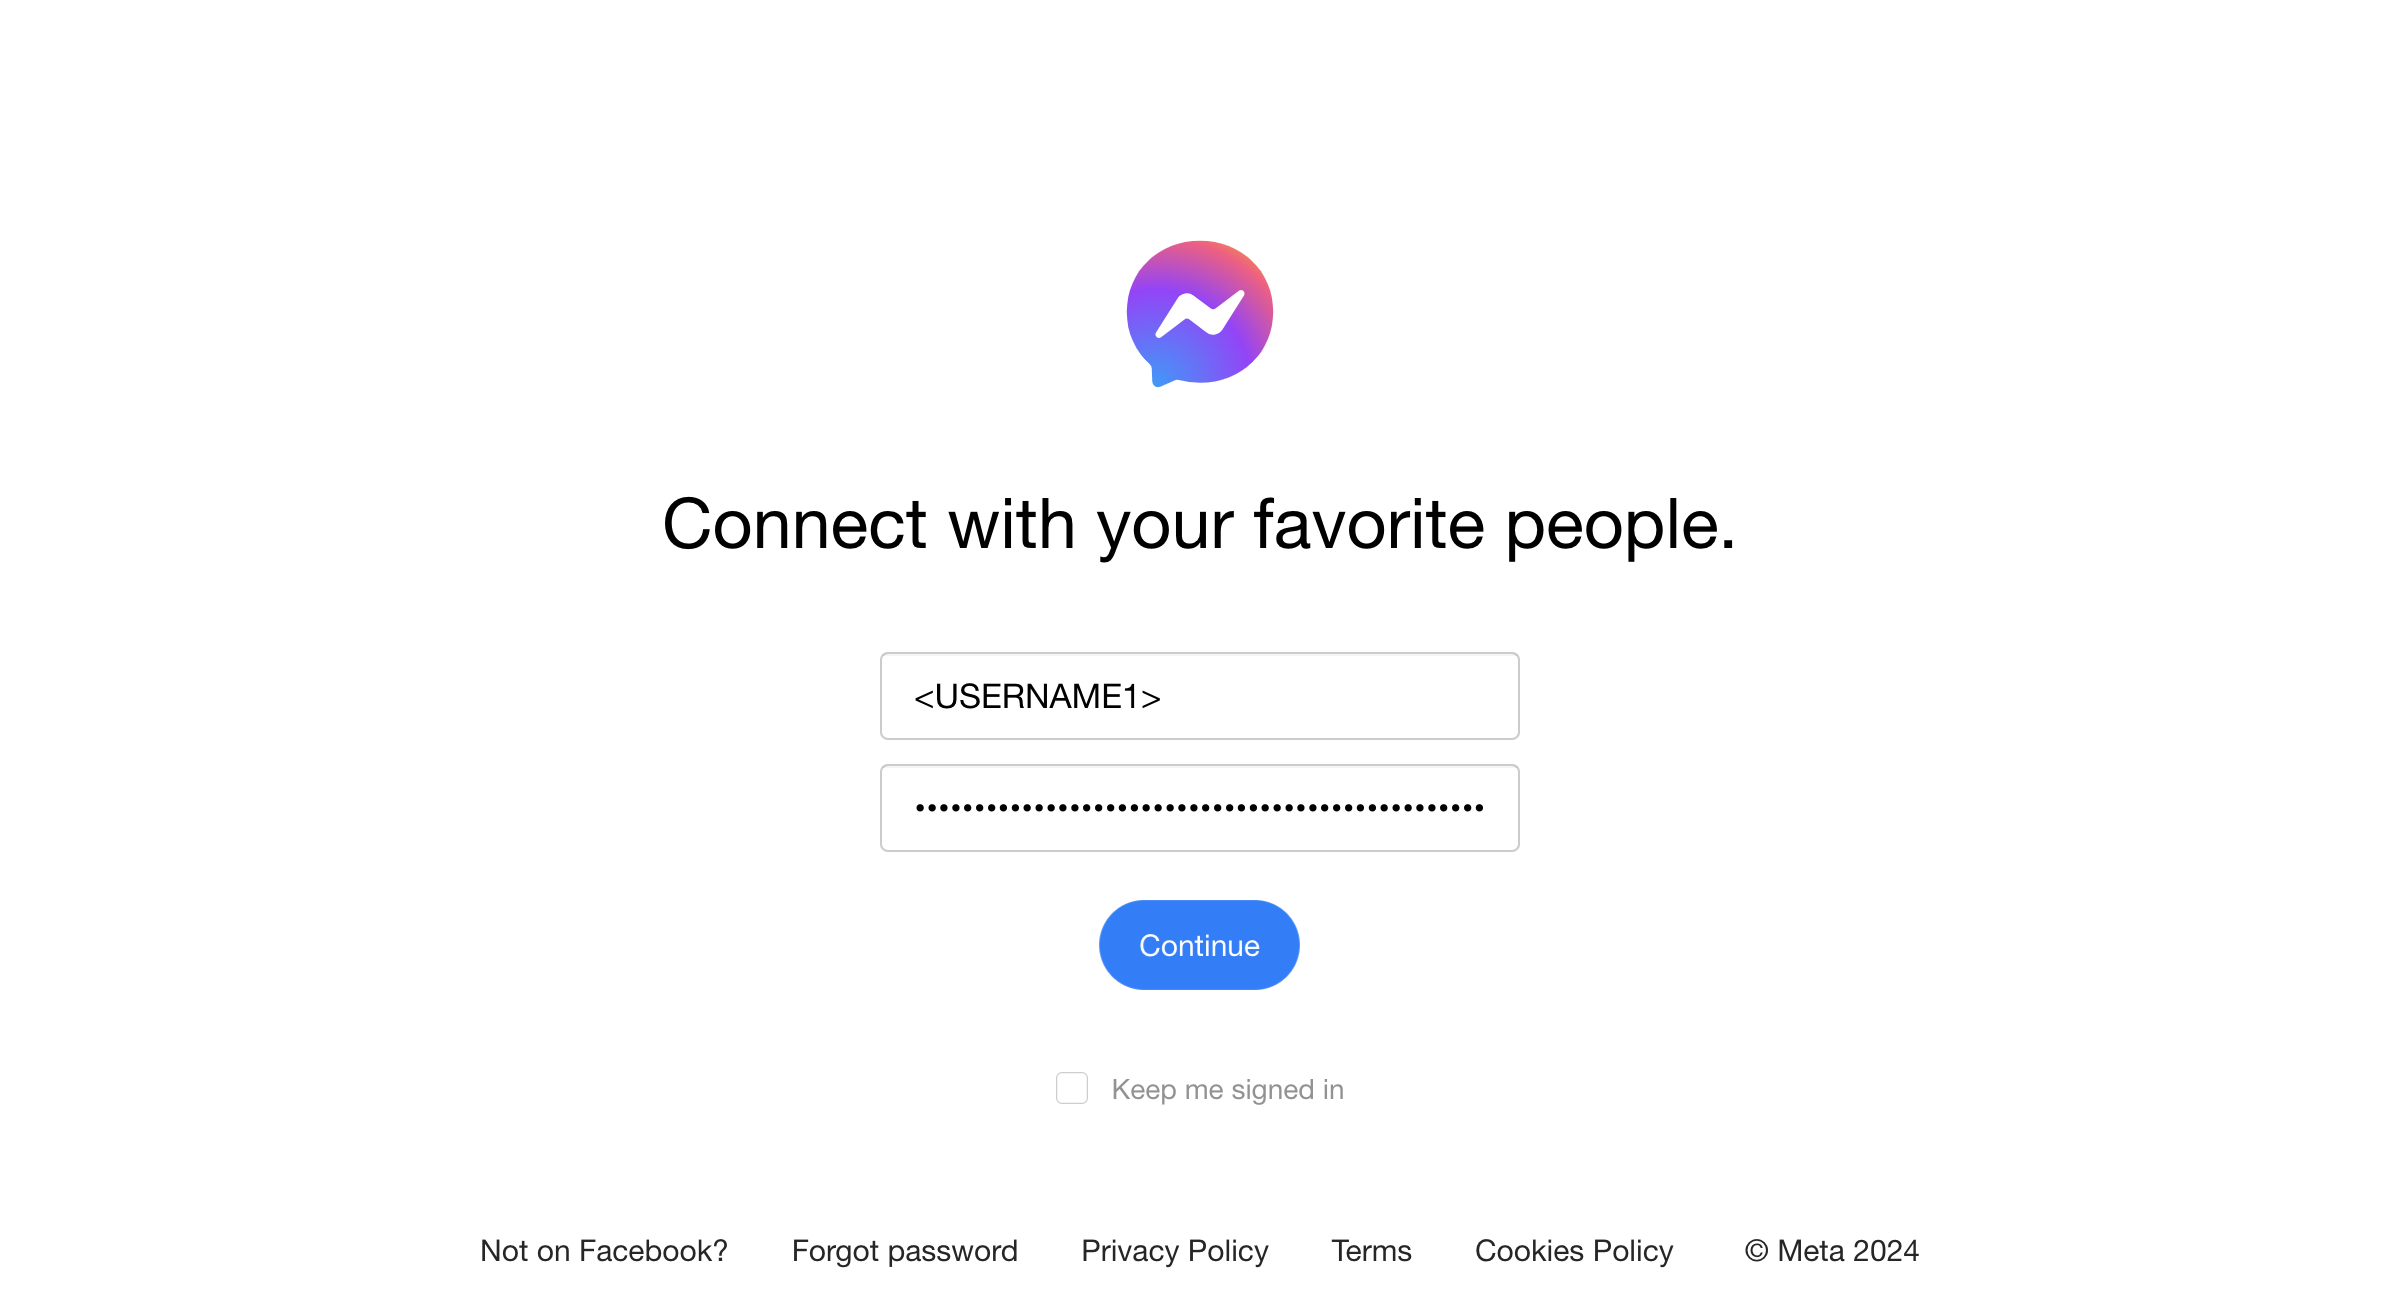 Connect with your favorite people.
<USERNAME1>
••••••••••••••••••••••••••••••••••••••••••••••••
Continue
Keep me signed in
Not on Facebook? Forgot password Privacy Policy Terms Cookies Policy © Meta 2024